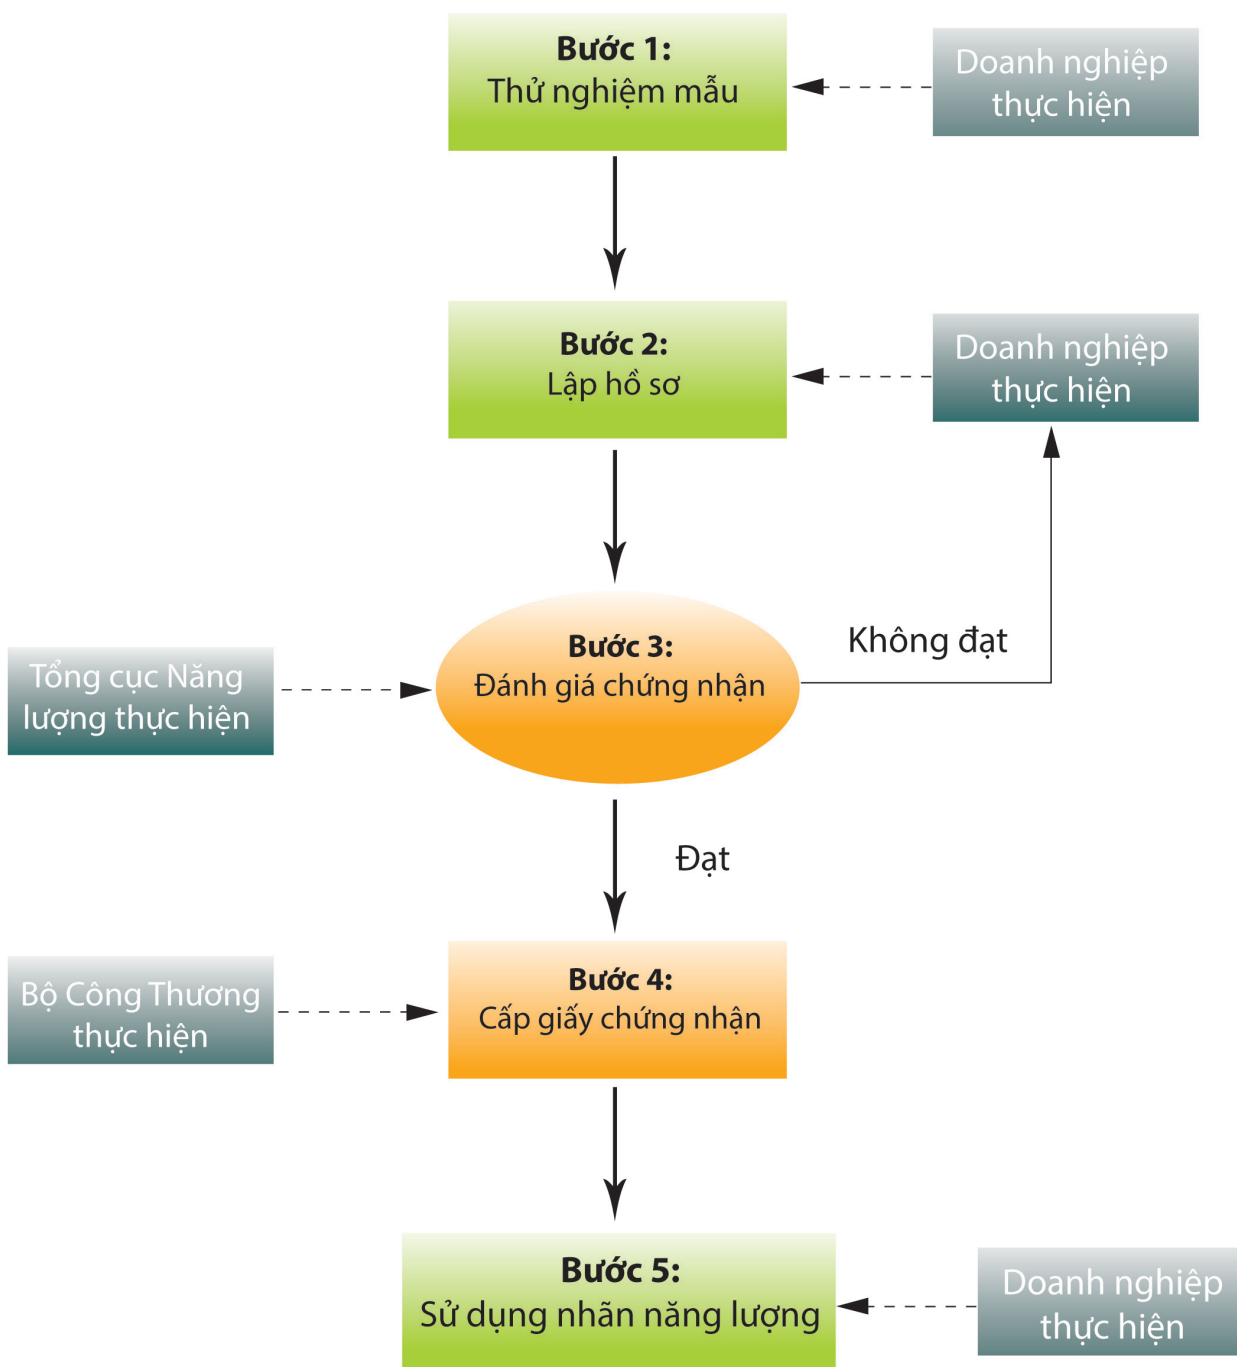 Bước 1:
Thử nghiệm mẫu
Doanh nghiệp
thực hiện
Bước 2:
Lập hồ sơ
Doanh nghiệp
thực hiện
Bước 3:
Đánh giá chứng nhận
Không đạt
Tổng cục Năng
lượng thực hiện
Đạt
Bước 4:
Cấp giấy chứng nhận
Bộ Công Thương
thực hiện
Bước 5:
Sử dụng nhãn năng lượng
Doanh nghiệp
thực hiện